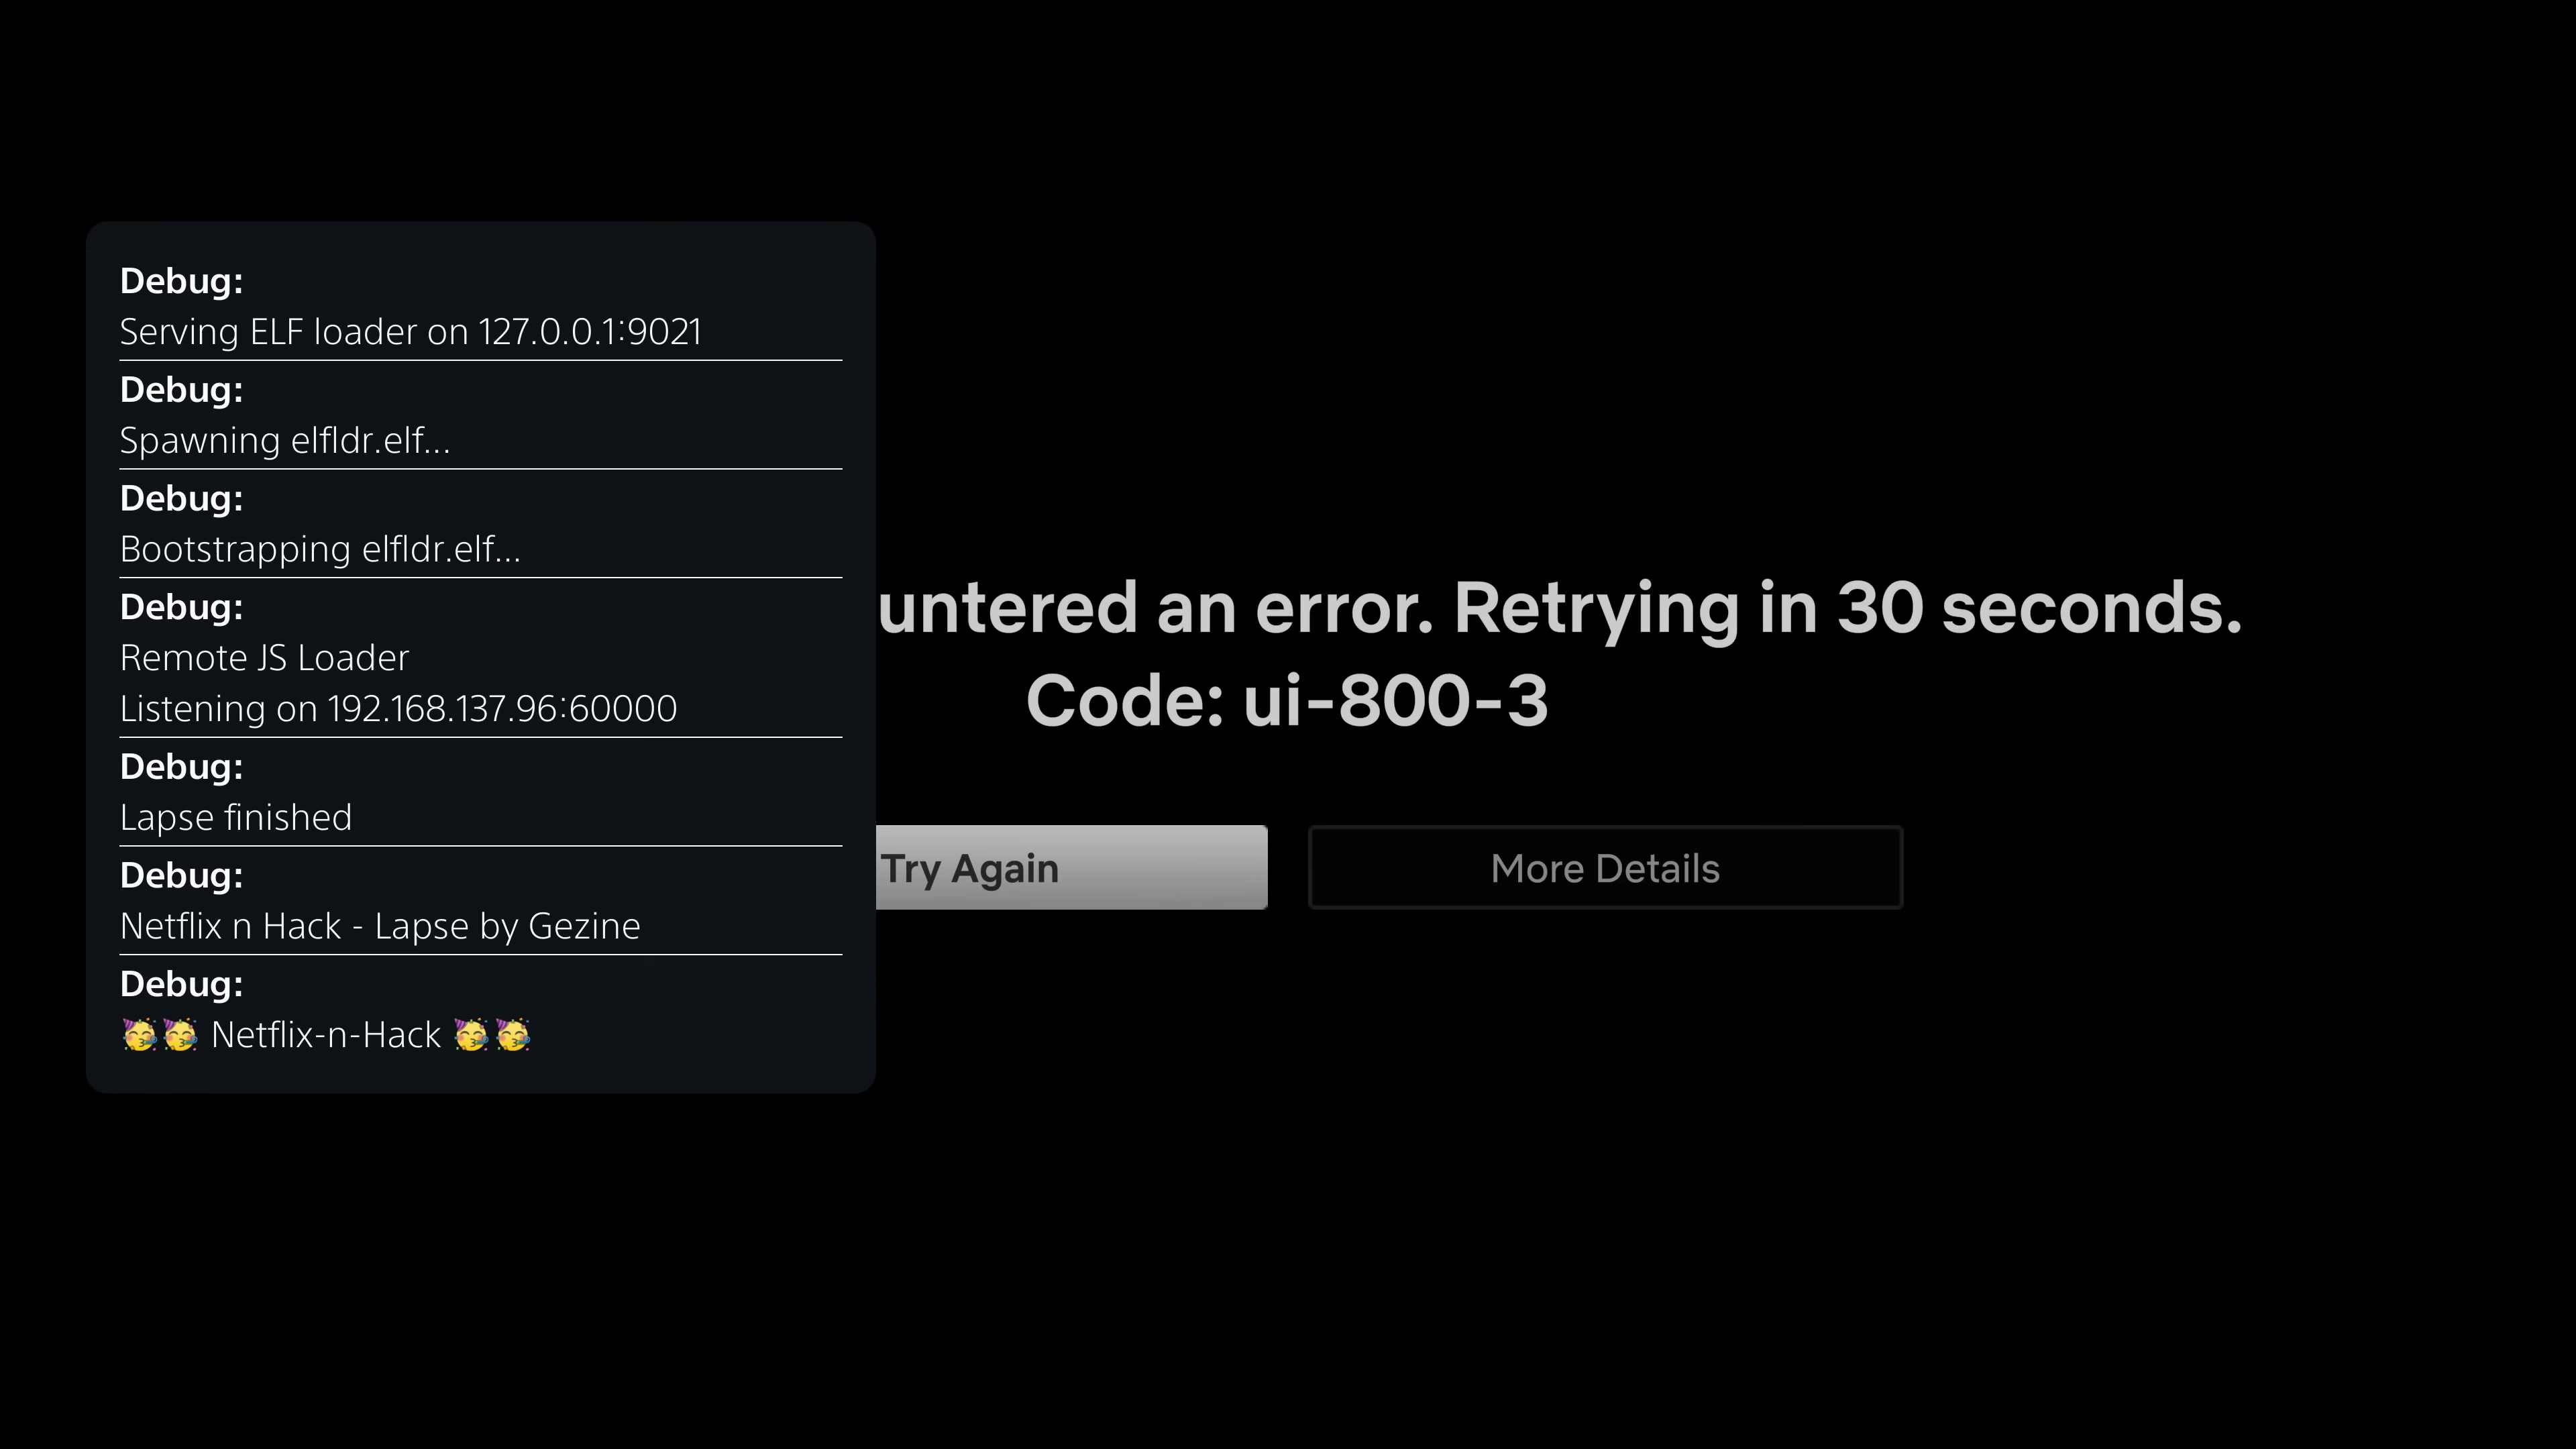 Debug:
Serving ELF loader on 127.0.0.1:9021
Debug:
Spawning elfldr.elf...
Debug:
Bootstrapping elfldr.elf...
Debug:
Remote JS Loader
Listening on 192.168.137.96:60000
Debug:
Lapse finished
Debug:
Netflix n Hack - Lapse by Gezine
Debug:
🥳🥳 Netflix-n-Hack 🥳🥳
untered an error. Retrying in 30 seconds.
Code: ui-800-3
Try Again
More Details